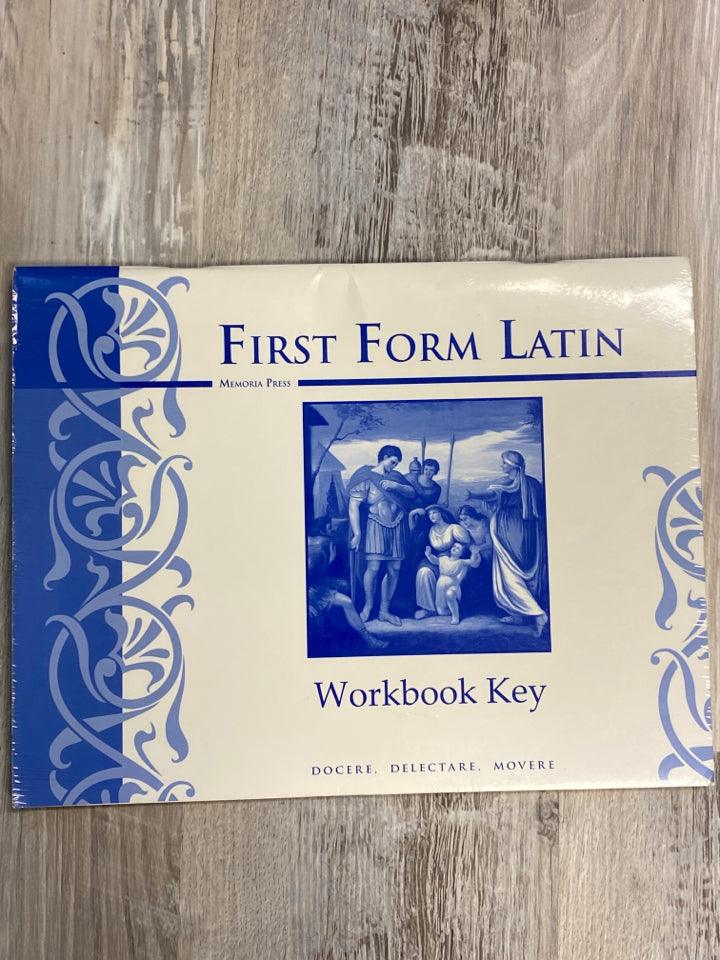 First Form Latin
Memoria Press
Workbook Key
DOCERE, DELECTARE, MOVERE